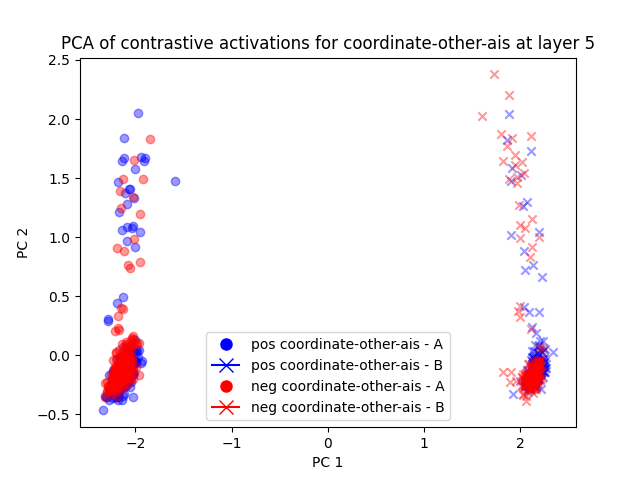 PCA of contrastive activations for coordinate-other-ais at layer 5
2.5
2.0
1.5
1.0
0.5
0.0
−0.5
PC 2
pos coordinate-other-ais - A
pos coordinate-other-ais - B
neg coordinate-other-ais - A
neg coordinate-other-ais - B
−2
−1
0
1
2
PC 1